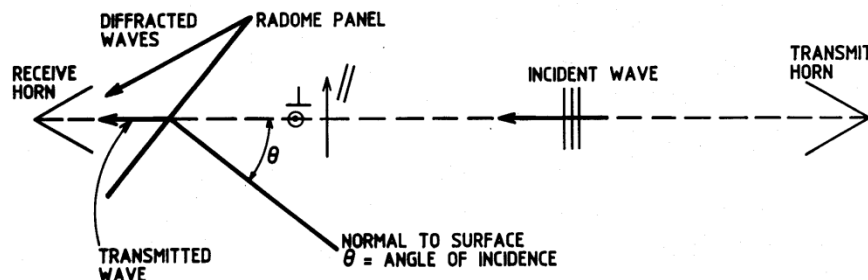 DIFFRACTED
WAVES
RADOME PANEL
RECEIVE
HORN
INCIDENT WAVE
TRANSMIT
HORN
⊥
//
θ
TRANSMITTED
WAVE
NORMAL TO SURFACE
θ = ANGLE OF INCIDENCE